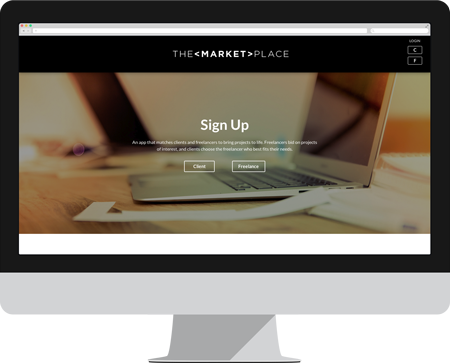 LOGIN
THE<MARKET>PLACE
C
F
Sign Up
An app that matches clients and freelancers to bring projects to life. Freelancers bid on projects
of interest, and clients choose the freelancer who best fits their needs.
Client
Freelance